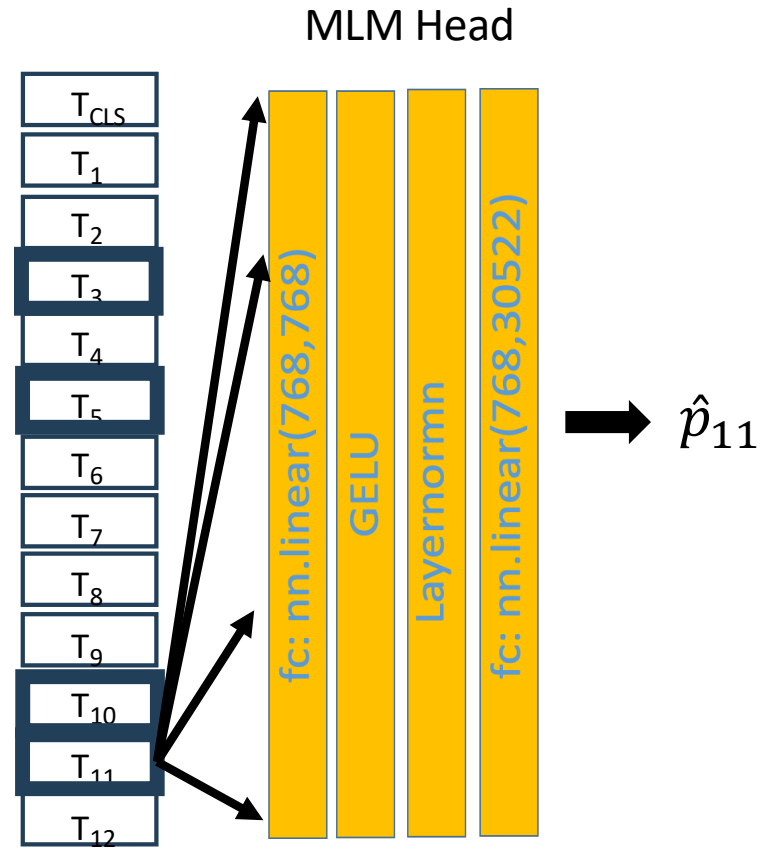 MLM Head
T_CLS
T_1
T_2
T_3
T_4
T_5
T_6
T_7
T_8
T_9
T_10
T_11
T_12
fc: nn.linear(768,768)
GELU
Layernormn
fc: nn.linear(768,30522)
p̂_11